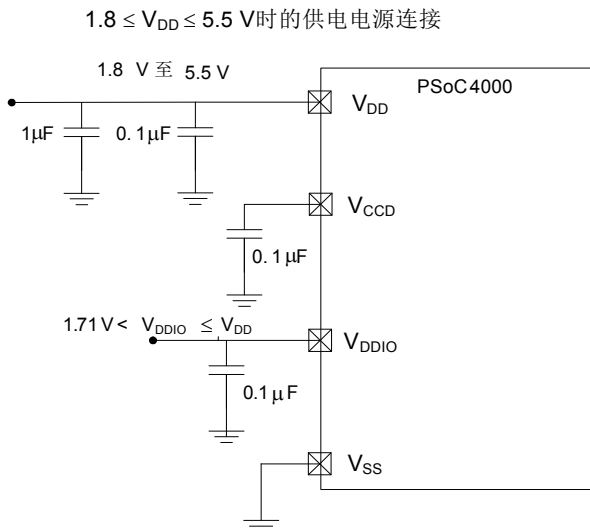 1.8 ≤ VDD ≤ 5.5 V时的供电电源连接
1.8 V 至 5.5 V
PSoC4000
VDD
1µF
0.1µF
VCCD
0.1µF
1.71 V < VDDIO ≤ VDD
VDDIO
0.1µF
VSS